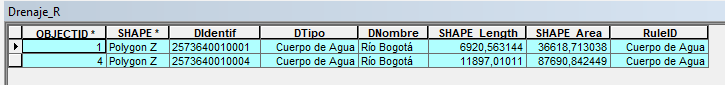 Drenaje_R
OBJECTID * SHAPE * DIdentif DTipo DNombre SHAPE_Length SHAPE_Area RuleID
1 Polygon Z 2573640010001 Cuerpo de Agua Río Bogotá 6920,563144 36618,713038 Cuerpo de Agua
4 Polygon Z 2573640010004 Cuerpo de Agua Río Bogotá 11897,01011 87690,842449 Cuerpo de Agua